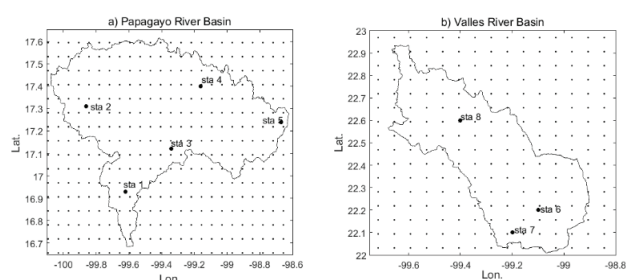 a) Papagayo River Basin
17.6
17.5
17.4
17.3
17.2
17.1
17
16.9
16.8
16.7
Lat.
sta 4
sta 2
sta 5
sta 3
sta 1
-100
-99.8
-99.6
-99.4
-99.2
-99
-98.8
-98.6
Lon.
b) Valles River Basin
23
22.9
22.8
22.7
22.6
22.5
22.4
22.3
22.2
22.1
22
Lat.
sta 8
sta 6
sta 7
-99.6
-99.4
-99.2
-99
Lon.